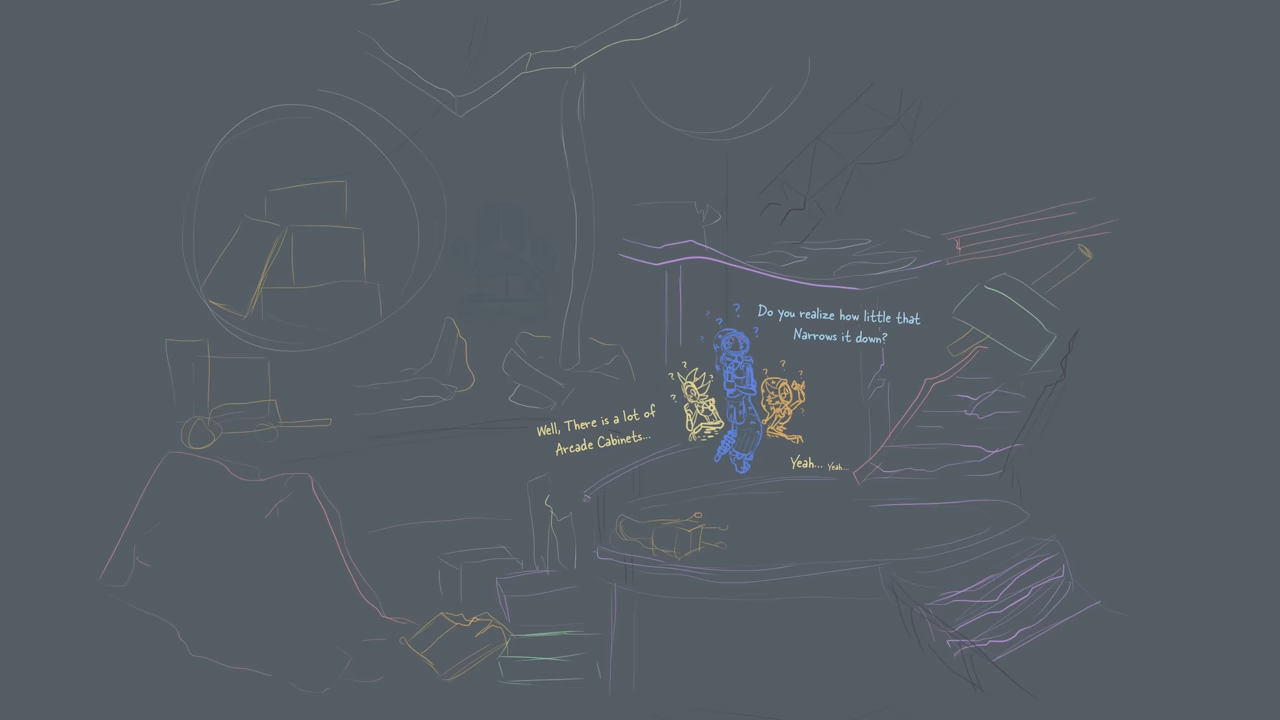 Do you realize how little that
Narrows it down?
Well, There is a lot of
Arcade Cabinets...
Yeah... Yeah...
? ? ? ? ?
? ? ?
? ? ? ?